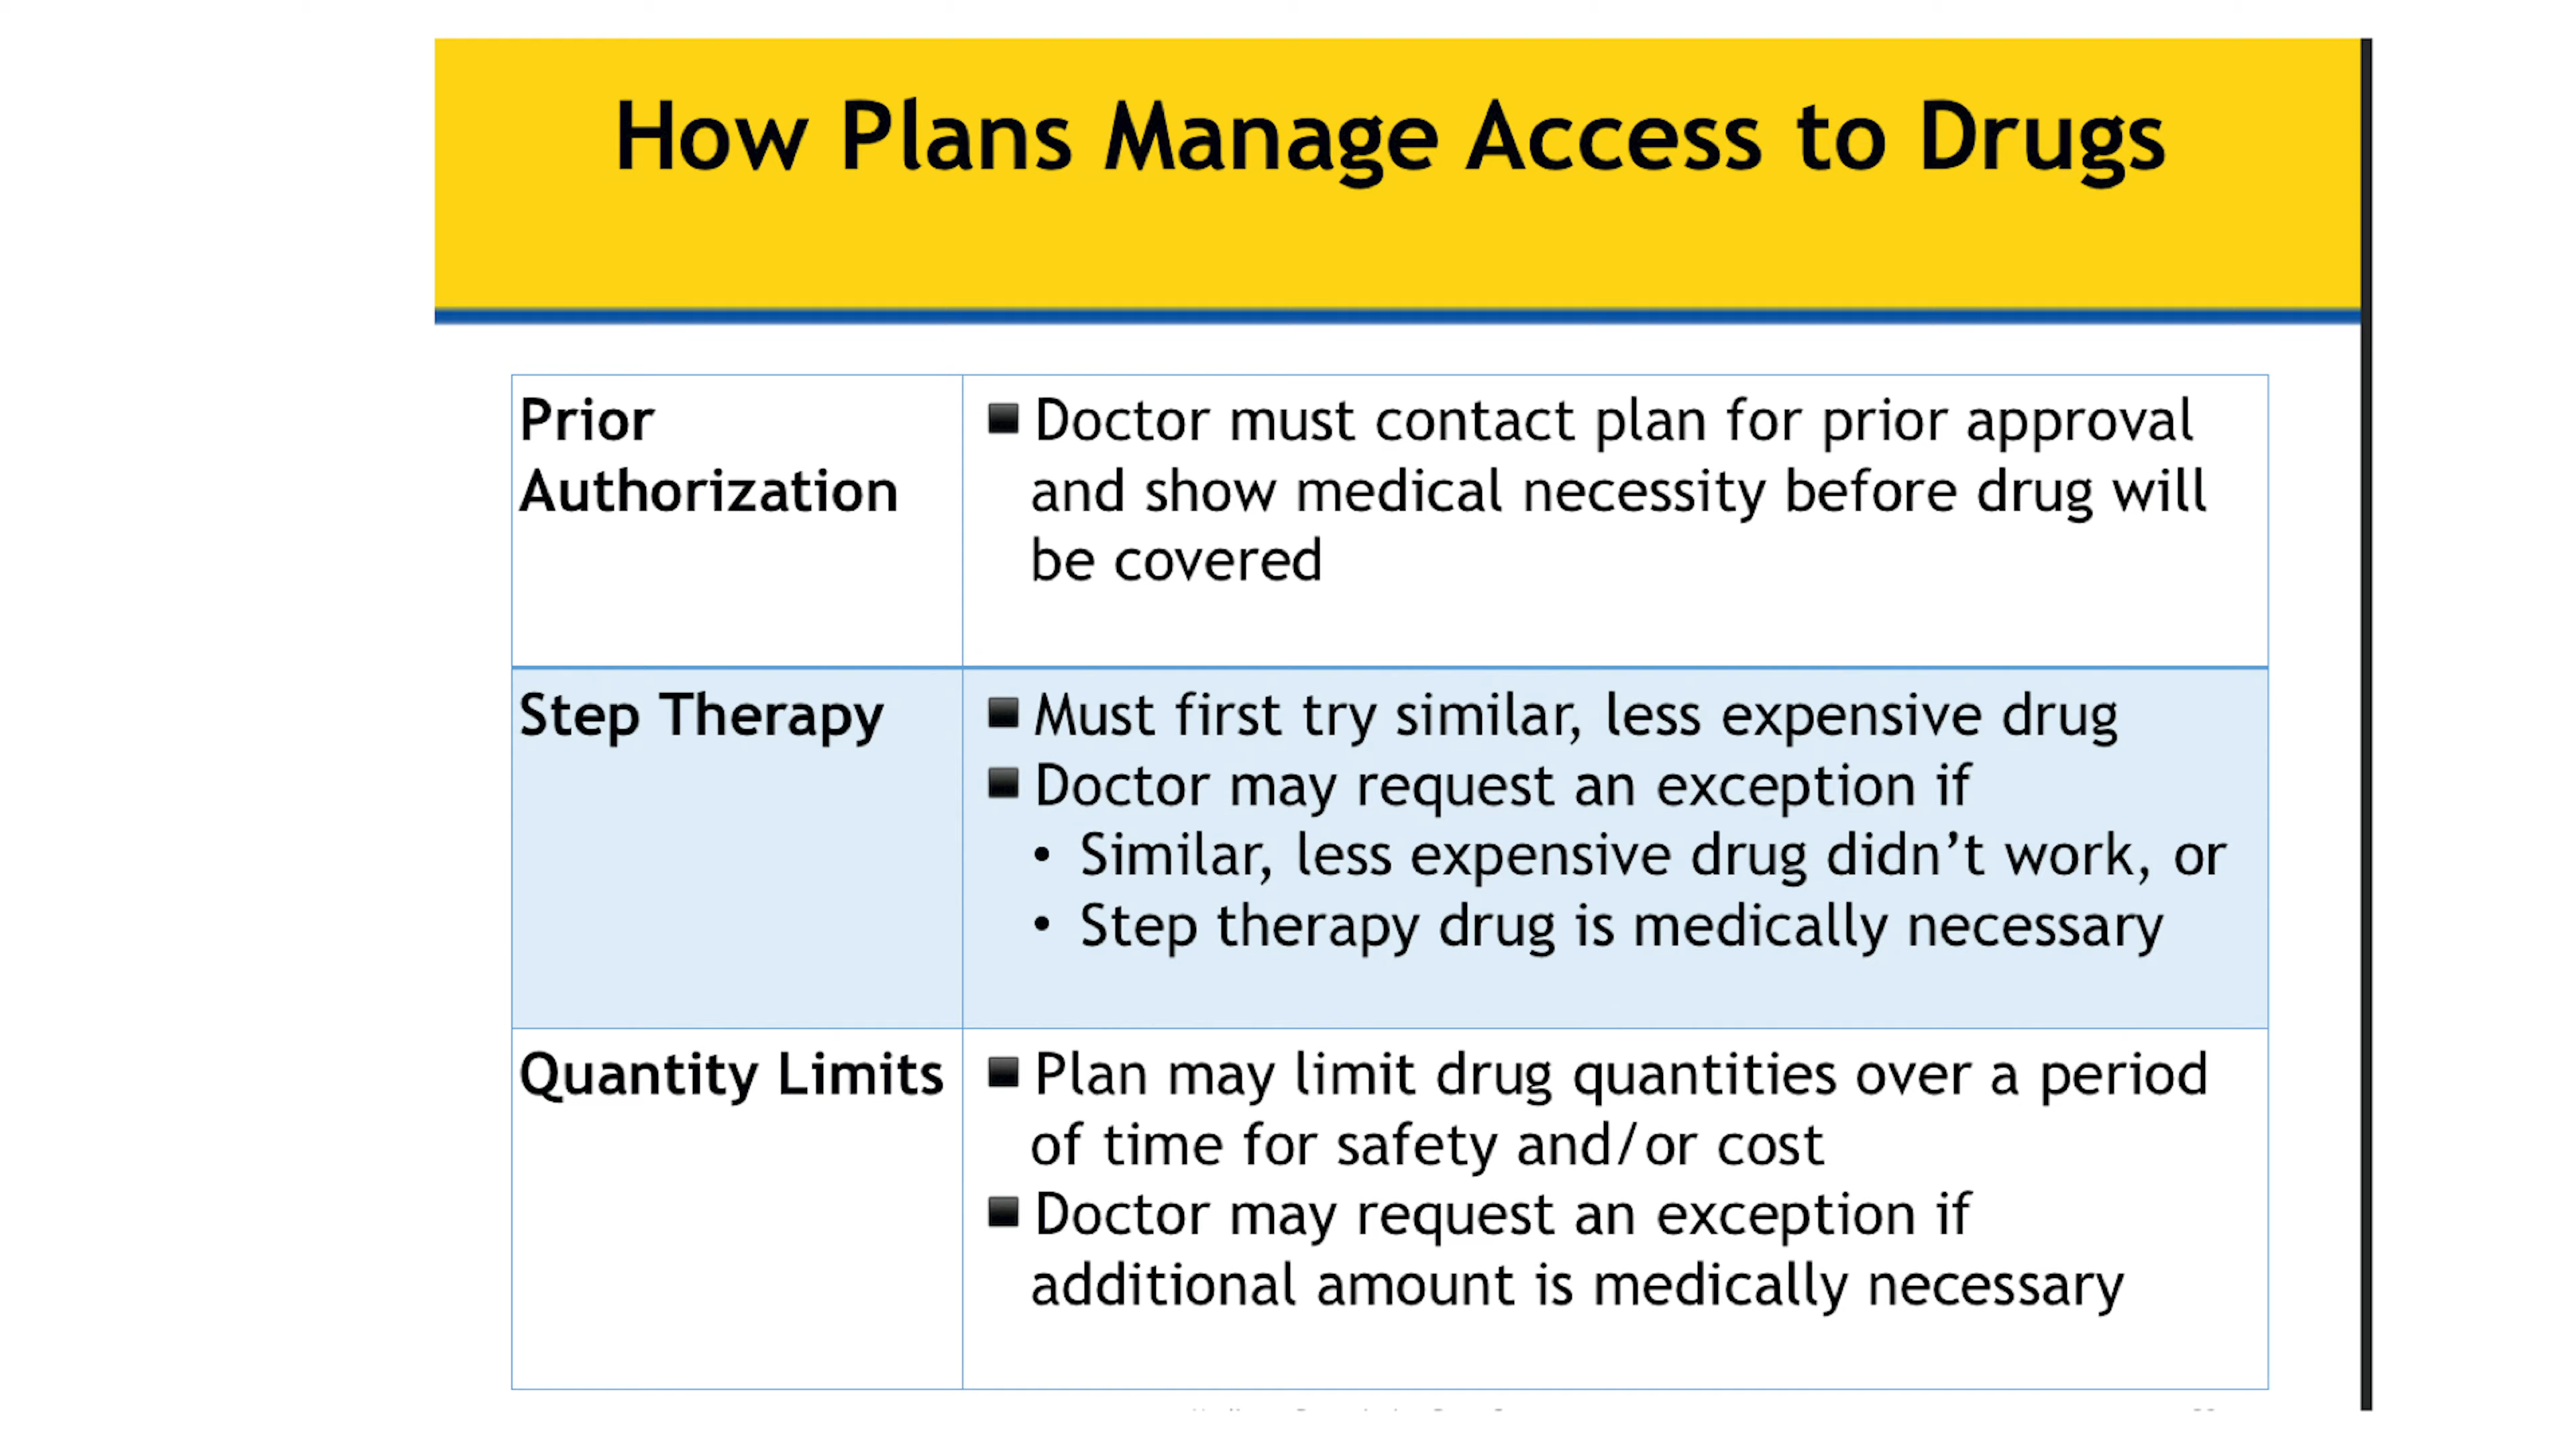 How Plans Manage Access to Drugs
Prior
Authorization
Doctor must contact plan for prior approval
and show medical necessity before drug will
be covered
Step Therapy
Must first try similar, less expensive drug
Doctor may request an exception if
• Similar, less expensive drug didn’t work, or
• Step therapy drug is medically necessary
Quantity Limits
Plan may limit drug quantities over a period
of time for safety and/or cost
Doctor may request an exception if
additional amount is medically necessary